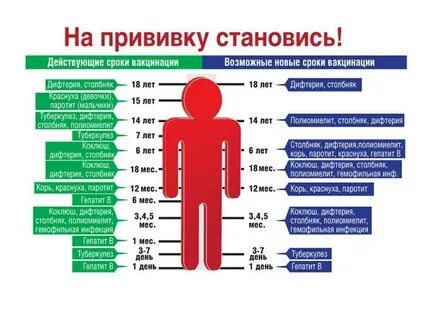 На прививку становись!
Действующие сроки вакцинации
Возможные новые сроки вакцинации
Дифтерия, столбняк
18 лет
Краснуха (девочки),
паротит (мальчики)
15 лет
Туберкулез, дифтерия,
столбняк, полиомиелит
14 лет
Туберкулез
7 лет
Коклюш,
дифтерия, столбняк
6 лет
Коклюш,
дифтерия, столбняк
18 мес.
Корь, краснуха, паротит
12 мес.
Гепатит В
6 мес.
Коклюш, дифтерия,
столбняк, полиомиелит,
гемофильная инфекция
3,4,5
мес.
Гепатит В
1 мес.
Туберкулез
3-7
день
Гепатит В
1 день
18 лет
Дифтерия, столбняк
14 лет
Полиомиелит, столбняк, дифтерия
6 лет
Столбняк, дифтерия,полиомиелит,
корь, паротит, краснуха, гепатит В
18 мес.
Коклюш, дифтерия, столбняк,
полиомиелит, гемофильная инф.
12 мес.
Корь, краснуха, паротит
3,4,5
мес.
Коклюш, дифтерия,
столбняк, полиомиелит,
гемофильная инфекция
3-7
день
Туберкулез
1 день
Гепатит В